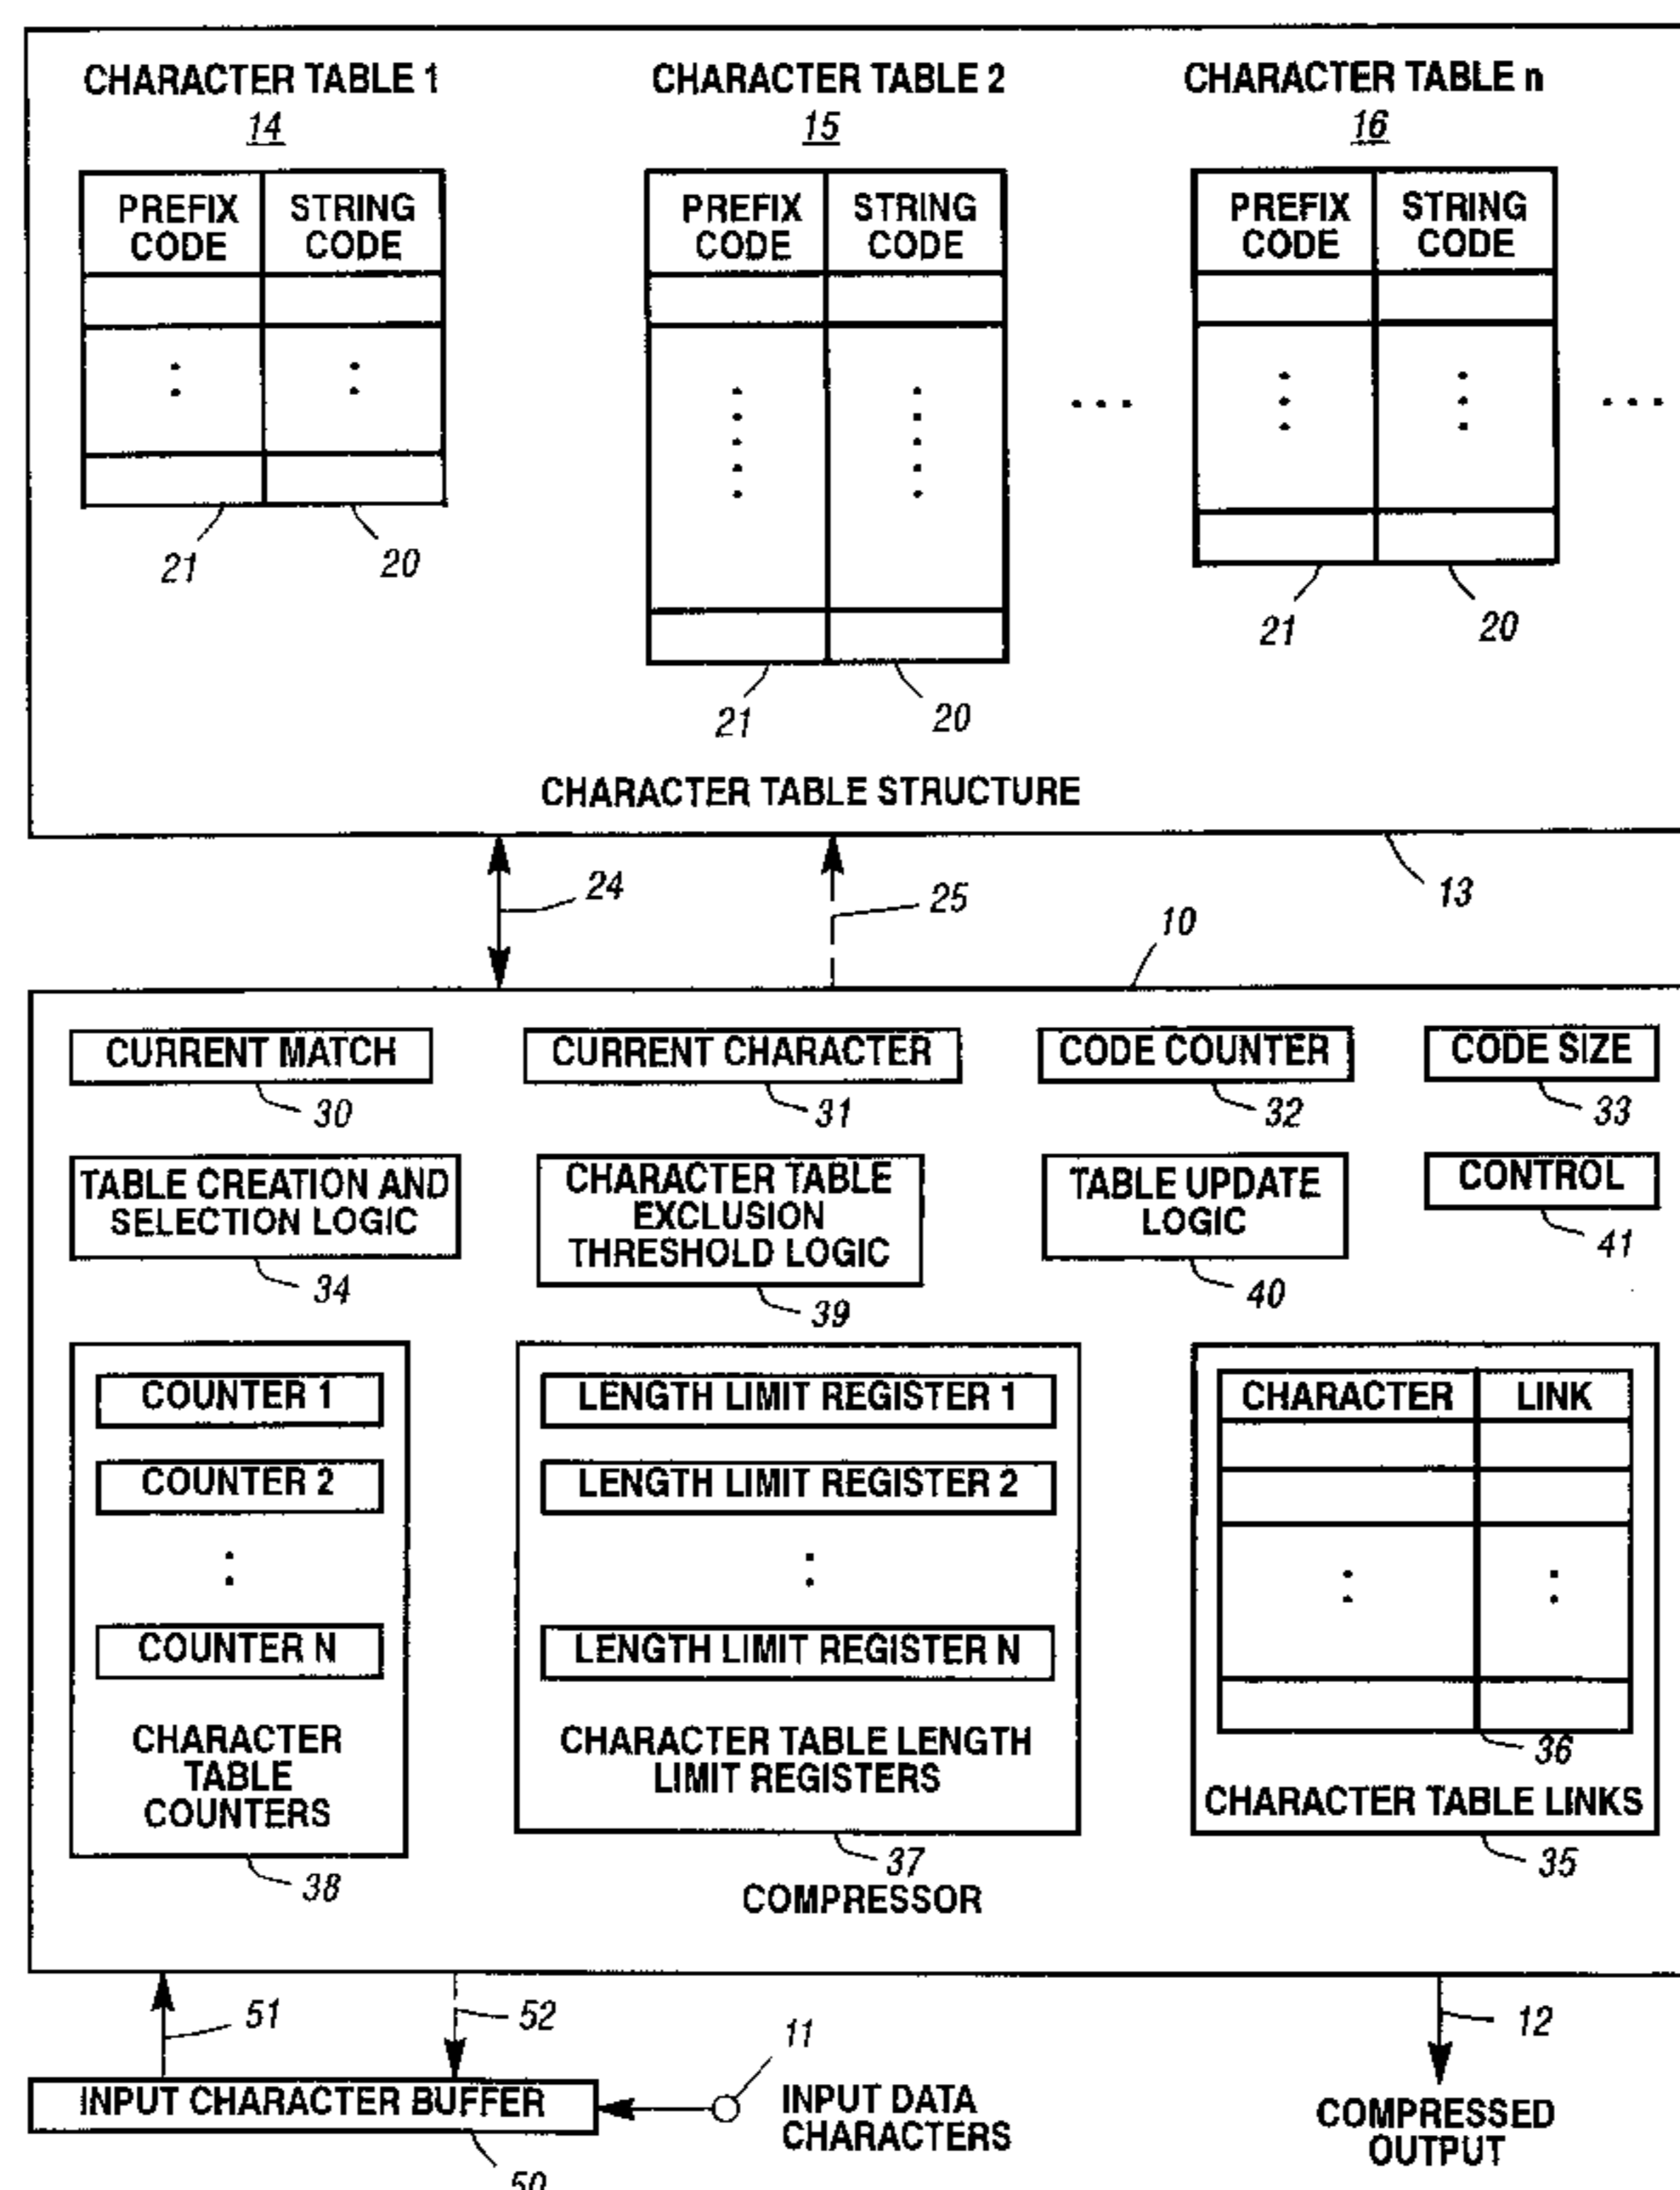 CHARACTER TABLE 1
14
CHARACTER TABLE 2
15
CHARACTER TABLE n
16
PREFIX CODE
STRING CODE
PREFIX CODE
STRING CODE
PREFIX CODE
STRING CODE
21
20
21
20
21
20
CHARACTER TABLE STRUCTURE
13
24
25
10
CURRENT MATCH
30
CURRENT CHARACTER
31
CODE COUNTER
32
CODE SIZE
33
TABLE CREATION AND
SELECTION LOGIC
34
CHARACTER TABLE
EXCLUSION
THRESHOLD LOGIC
39
TABLE UPDATE
LOGIC
40
CONTROL
41
COUNTER 1
COUNTER 2
COUNTER N
CHARACTER
TABLE
COUNTERS
38
LENGTH LIMIT REGISTER 1
LENGTH LIMIT REGISTER 2
LENGTH LIMIT REGISTER N
CHARACTER TABLE LENGTH
LIMIT REGISTERS
37
CHARACTER
LINK
36
CHARACTER TABLE LINKS
35
COMPRESSOR
51
52
11
12
INPUT CHARACTER BUFFER
50
INPUT DATA
CHARACTERS
COMPRESSED
OUTPUT